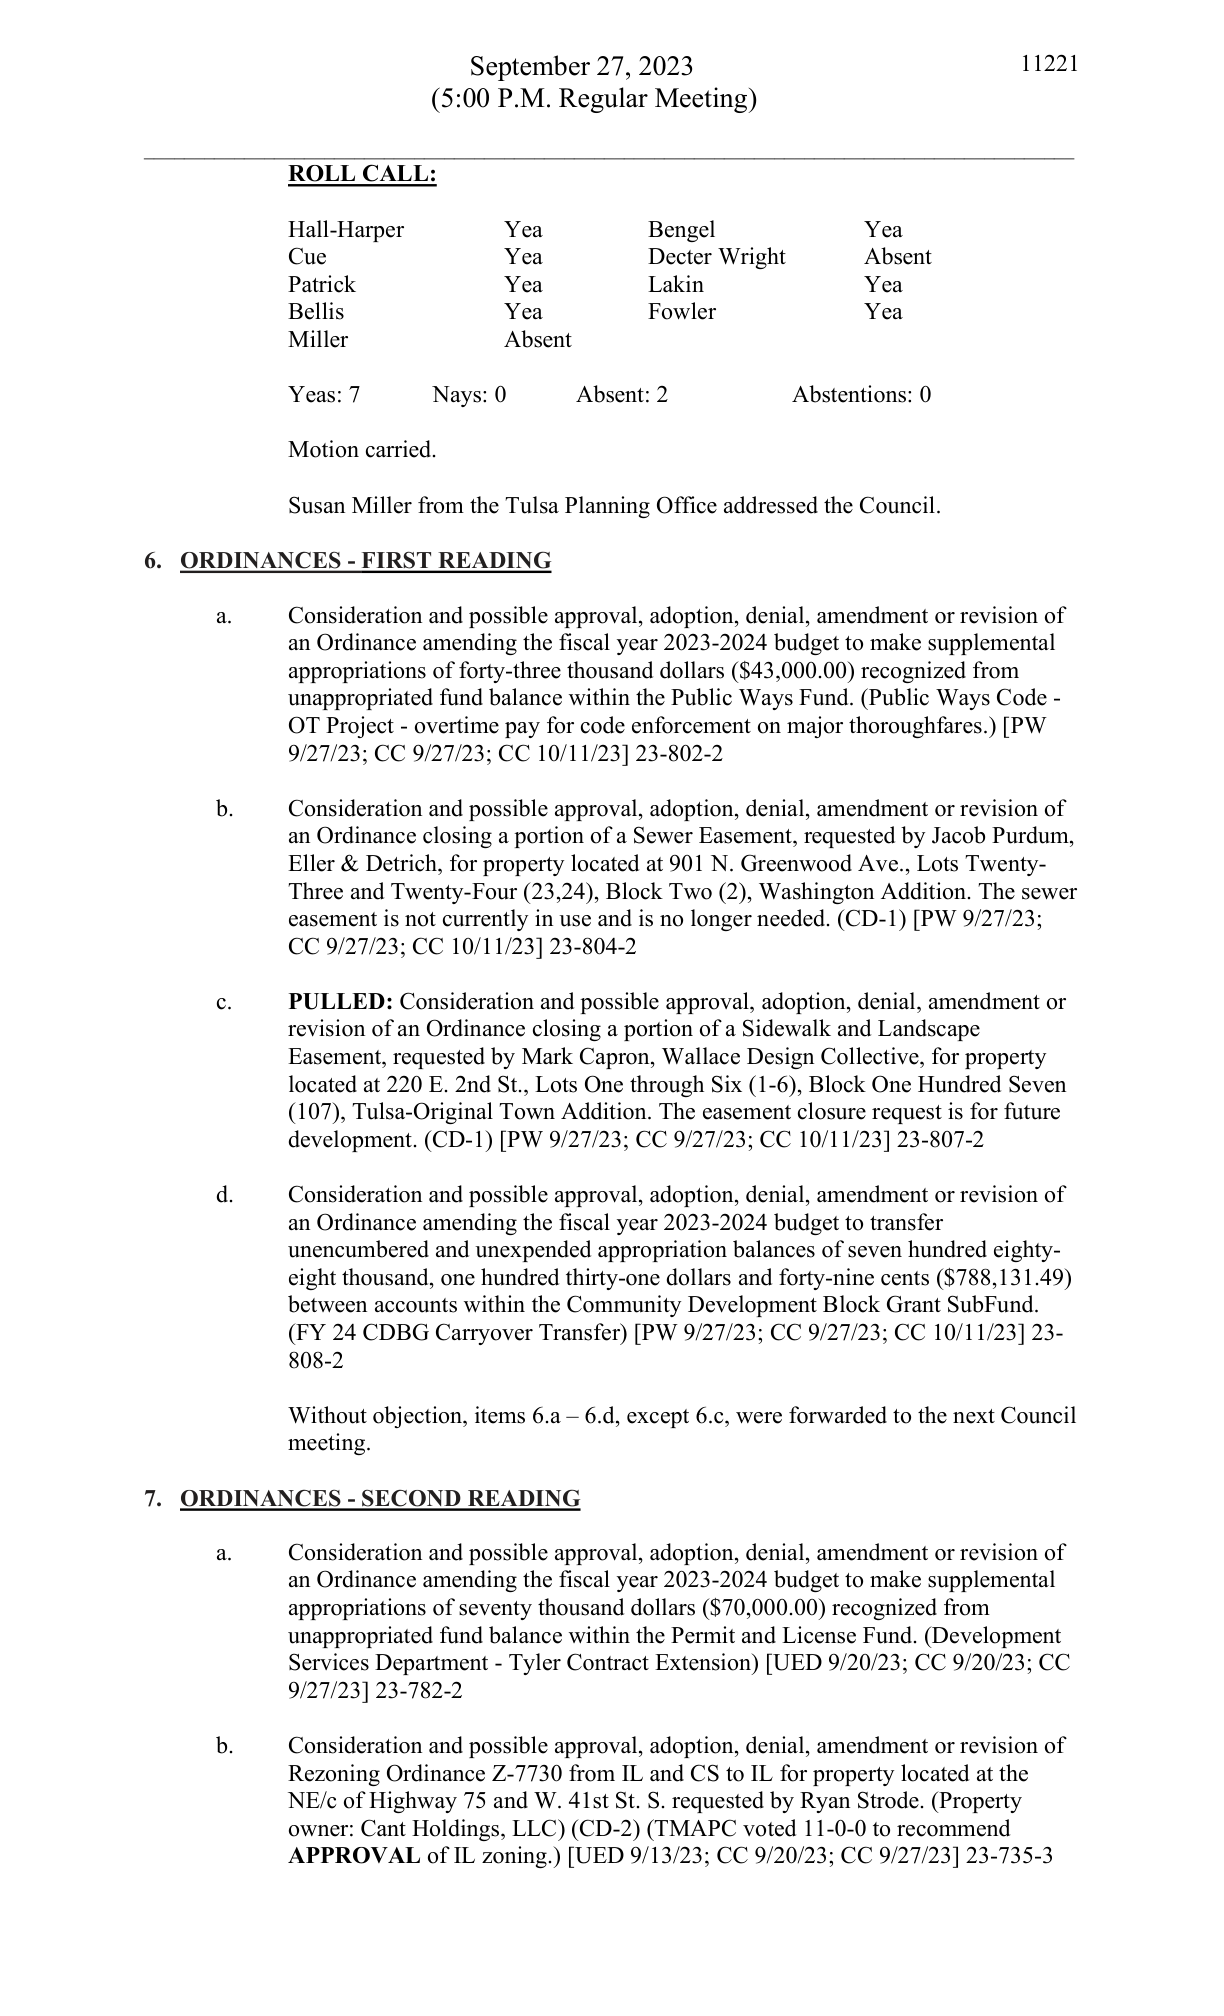 September 27, 2023
11221
(5:00 P.M. Regular Meeting)
ROLL CALL:
Hall-Harper Yea Bengel Yea
Cue Yea Decter Wright Absent
Patrick Yea Lakin Yea
Bellis Yea Fowler Yea
Miller Absent
Yeas: 7 Nays: 0 Absent: 2 Abstentions: 0
Motion carried.
Susan Miller from the Tulsa Planning Office addressed the Council.
6. ORDINANCES - FIRST READING
a. Consideration and possible approval, adoption, denial, amendment or revision of
an Ordinance amending the fiscal year 2023-2024 budget to make supplemental
appropriations of forty-three thousand dollars ($43,000.00) recognized from
unappropriated fund balance within the Public Ways Fund. (Public Ways Code -
OT Project - overtime pay for code enforcement on major thoroughfares.) [PW
9/27/23; CC 9/27/23; CC 10/11/23] 23-802-2
b. Consideration and possible approval, adoption, denial, amendment or revision of
an Ordinance closing a portion of a Sewer Easement, requested by Jacob Purdum,
Eller & Detrich, for property located at 901 N. Greenwood Ave., Lots Twenty-
Three and Twenty-Four (23,24), Block Two (2), Washington Addition. The sewer
easement is not currently in use and is no longer needed. (CD-1) [PW 9/27/23;
CC 9/27/23; CC 10/11/23] 23-804-2
c. PULLED: Consideration and possible approval, adoption, denial, amendment or
revision of an Ordinance closing a portion of a Sidewalk and Landscape
Easement, requested by Mark Capron, Wallace Design Collective, for property
located at 220 E. 2nd St., Lots One through Six (1-6), Block One Hundred Seven
(107), Tulsa-Original Town Addition. The easement closure request is for future
development. (CD-1) [PW 9/27/23; CC 9/27/23; CC 10/11/23] 23-807-2
d. Consideration and possible approval, adoption, denial, amendment or revision of
an Ordinance amending the fiscal year 2023-2024 budget to transfer
unencumbered and unexpended appropriation balances of seven hundred eighty-
eight thousand, one hundred thirty-one dollars and forty-nine cents ($788,131.49)
between accounts within the Community Development Block Grant SubFund.
(FY 24 CDBG Carryover Transfer) [PW 9/27/23; CC 9/27/23; CC 10/11/23] 23-
808-2
Without objection, items 6.a – 6.d, except 6.c, were forwarded to the next Council
meeting.
7. ORDINANCES - SECOND READING
a. Consideration and possible approval, adoption, denial, amendment or revision of
an Ordinance amending the fiscal year 2023-2024 budget to make supplemental
appropriations of seventy thousand dollars ($70,000.00) recognized from
unappropriated fund balance within the Permit and License Fund. (Development
Services Department - Tyler Contract Extension) [UED 9/20/23; CC 9/20/23; CC
9/27/23] 23-782-2
b. Consideration and possible approval, adoption, denial, amendment or revision of
Rezoning Ordinance Z-7730 from IL and CS to IL for property located at the
NE/c of Highway 75 and W. 41st St. S. requested by Ryan Strode. (Property
owner: Cant Holdings, LLC) (CD-2) (TMAPC voted 11-0-0 to recommend
APPROVAL of IL zoning.) [UED 9/13/23; CC 9/20/23; CC 9/27/23] 23-735-3